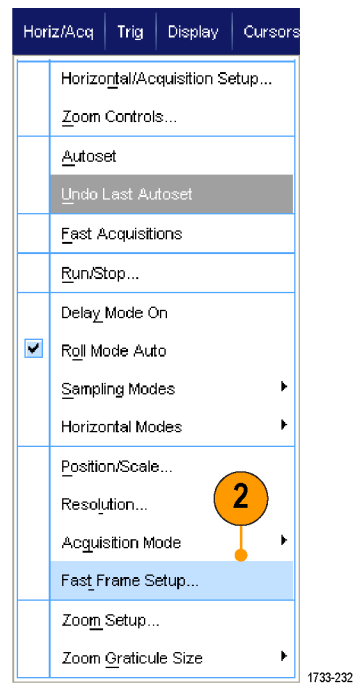 Horiz/Acq Trig Display Cursors
Horizontal/Acquisition Setup...
Zoom Controls...
Autoset
Undo Last Autoset
Fast Acquisitions
Run/Stop...
Delay Mode On
Roll Mode Auto
Sampling Modes
Horizontal Modes
Position/Scale...
Resolution...
2
Acquisition Mode
Fast Frame Setup...
Zoom Setup...
Zoom Graticule Size
1733-232